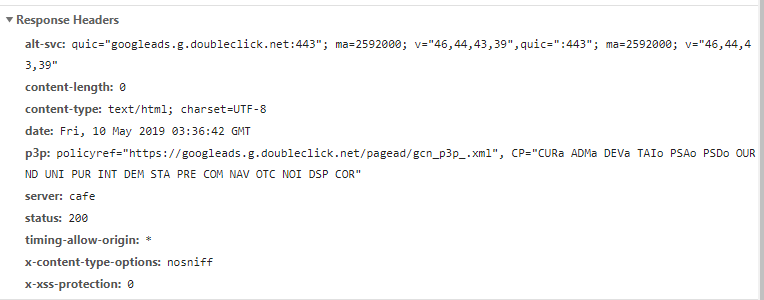 Response Headers
alt-svc: quic="googleads.g.doubleclick.net:443"; ma=2592000; v="46,44,43,39",quic=":443"; ma=2592000; v="46,44,4
3,39"
content-length: 0
content-type: text/html; charset=UTF-8
date: Fri, 10 May 2019 03:36:42 GMT
p3p: policyref="https://googleads.g.doubleclick.net/pagead/gcn_p3p_.xml", CP="CURa ADMa DEVa TAIo PSAo PSDo OUR
ND UNI PUR INT DEM STA PRE COM NAV OTC NOI DSP COR"
server: cafe
status: 200
timing-allow-origin: *
x-content-type-options: nosniff
x-xss-protection: 0